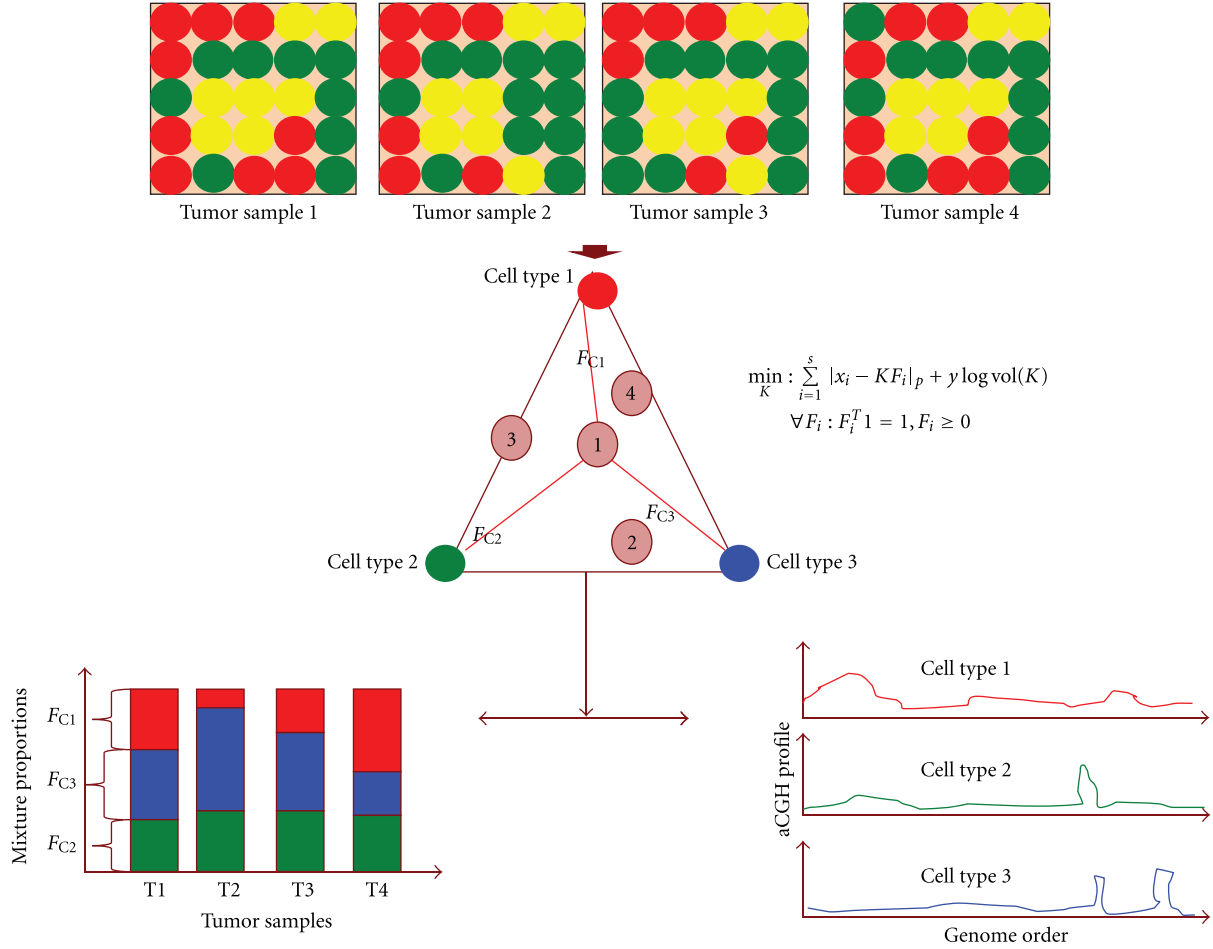 Tumor sample 1
Tumor sample 2
Tumor sample 3
Tumor sample 4
Cell type 1
F_C1
4
3
1
F_C3
F_C2
2
Cell type 2
Cell type 3
min_K : ∑_{i=1}^{s} |x_i − KF_i|_p + y log vol(K)
∀F_i : F_i^T 1 = 1, F_i ≥ 0
Mixture proportions
F_C1
F_C3
F_C2
T1 T2 T3 T4
Tumor samples
aCGH profile
Cell type 1
Cell type 2
Cell type 3
Genome order